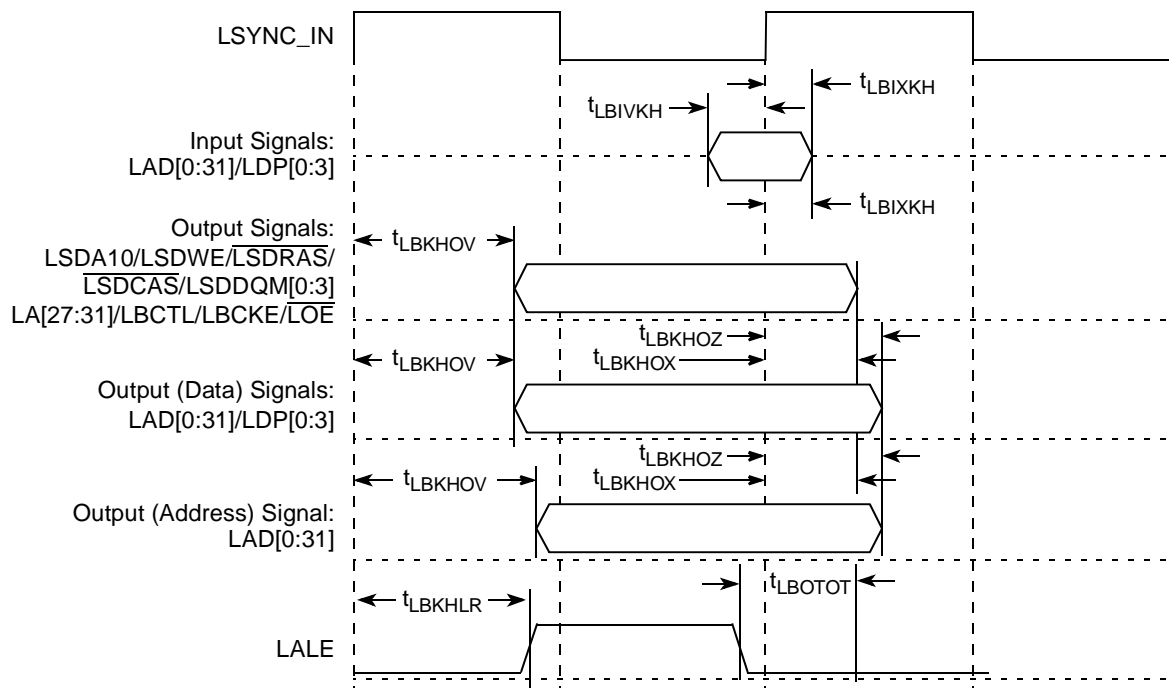 LSYNC_IN
tLBIXKH
tLBIVKH
Input Signals:
LAD[0:31]/LDP[0:3]
tLBIXKH
Output Signals:
LSDA10/LSDWE/LSDRAS/
LSDCAS/LSDDQM[0:3]
LA[27:31]/LBCTL/LBCKE/LOE
tLBKHOV
tLBKHOZ
tLBKHOX
tLBKHOV
Output (Data) Signals:
LAD[0:31]/LDP[0:3]
tLBKHOZ
tLBKHOX
tLBKHOV
Output (Address) Signal:
LAD[0:31]
tLBOTOT
tLBKHLR
LALE